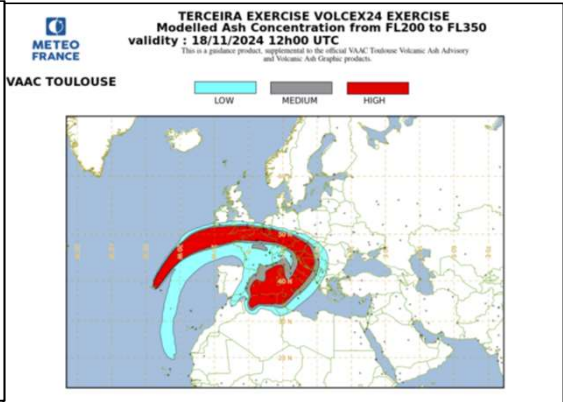 METEO
FRANCE
TERCEIRA EXERCISE VOLCEX24 EXERCISE
Modelled Ash Concentration from FL200 to FL350
validity : 18/11/2024 12h00 UTC
This is a guidance product, supplemental to the official VAAC Toulouse Volcanic Ash Advisory
and Volcanic Ash Graphic products.
VAAC TOULOUSE
LOW MEDIUM HIGH